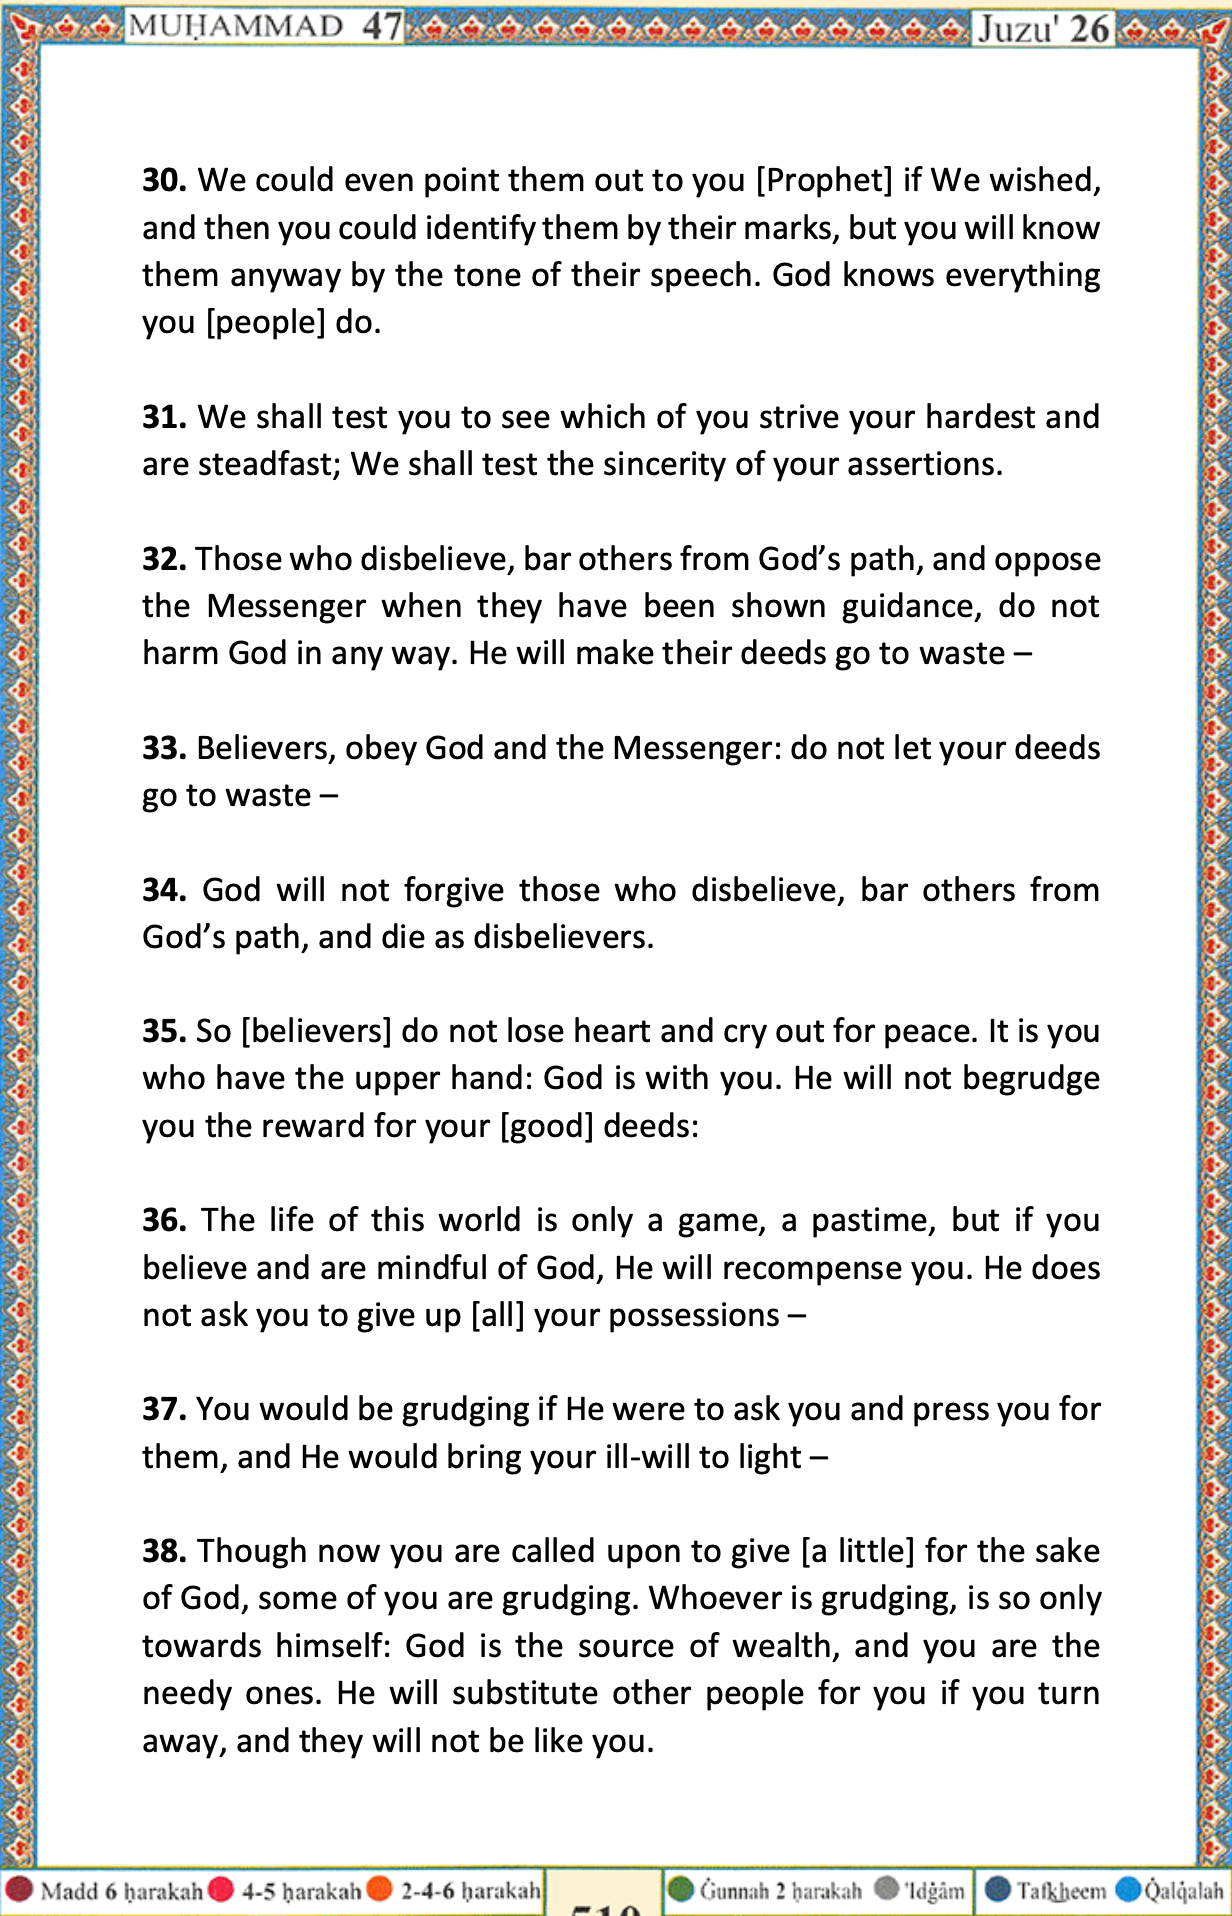 MUḤAMMAD 47
Juzu' 26
30. We could even point them out to you [Prophet] if We wished,
and then you could identify them by their marks, but you will know
them anyway by the tone of their speech. God knows everything
you [people] do.
31. We shall test you to see which of you strive your hardest and
are steadfast; We shall test the sincerity of your assertions.
32. Those who disbelieve, bar others from God’s path, and oppose
the Messenger when they have been shown guidance, do not
harm God in any way. He will make their deeds go to waste –
33. Believers, obey God and the Messenger: do not let your deeds
go to waste –
34. God will not forgive those who disbelieve, bar others from
God’s path, and die as disbelievers.
35. So [believers] do not lose heart and cry out for peace. It is you
who have the upper hand: God is with you. He will not begrudge
you the reward for your [good] deeds:
36. The life of this world is only a game, a pastime, but if you
believe and are mindful of God, He will recompense you. He does
not ask you to give up [all] your possessions –
37. You would be grudging if He were to ask you and press you for
them, and He would bring your ill-will to light –
38. Though now you are called upon to give [a little] for the sake
of God, some of you are grudging. Whoever is grudging, is so only
towards himself: God is the source of wealth, and you are the
needy ones. He will substitute other people for you if you turn
away, and they will not be like you.
Madd 6 ḥarakah 4-5 ḥarakah 2-4-6 ḥarakah
Ġunnah 2 ḥarakah 'Idġâm Tafkheem Q̇alq̇alah